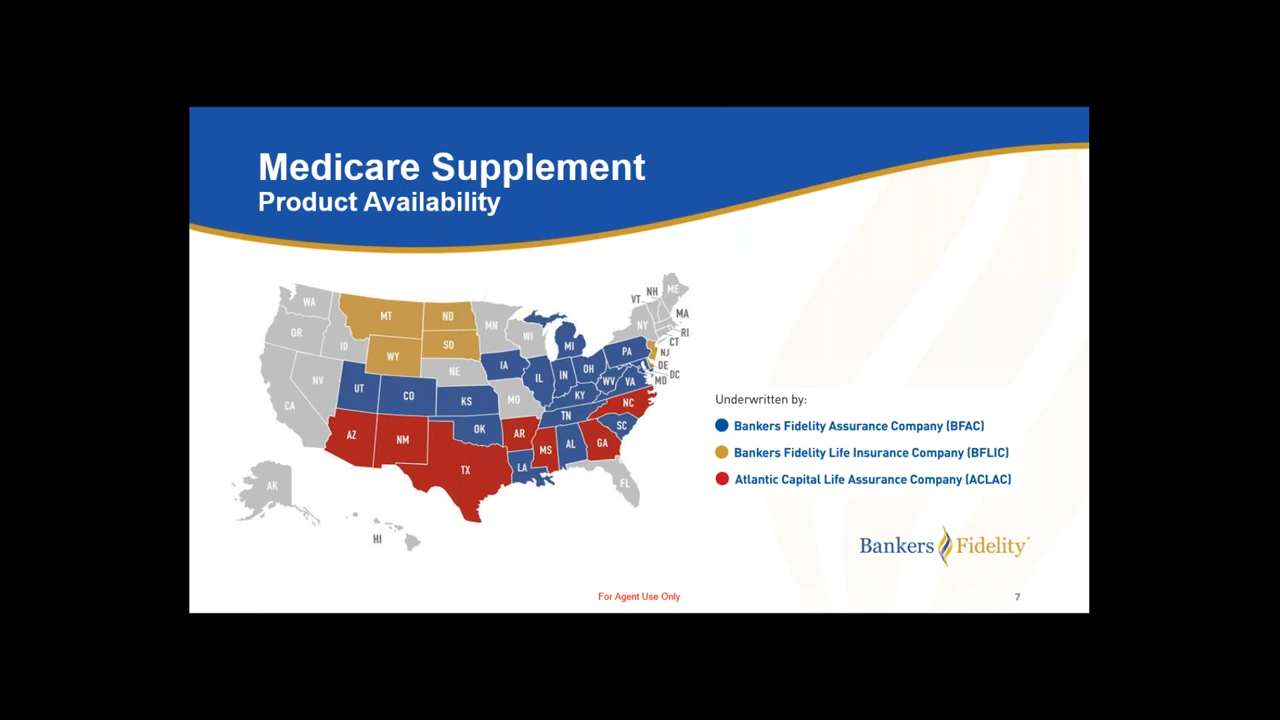 Medicare Supplement
Product Availability
WA
OR
CA
NV
ID
MT
WY
UT
AZ
CO
NM
ND
SD
NE
KS
OK
TX
MN
IA
MO
AR
LA
WI
IL
MS
MI
IN
KY
TN
AL
OH
WV
VA
NC
SC
GA
FL
PA
NY
VT
NH
ME
MA
RI
CT
NJ
DE
DC
MD
AK
HI
Underwritten by:
Bankers Fidelity Assurance Company (BFAC)
Bankers Fidelity Life Insurance Company (BFLIC)
Atlantic Capital Life Assurance Company (ACLAC)
Bankers Fidelity®
For Agent Use Only
7